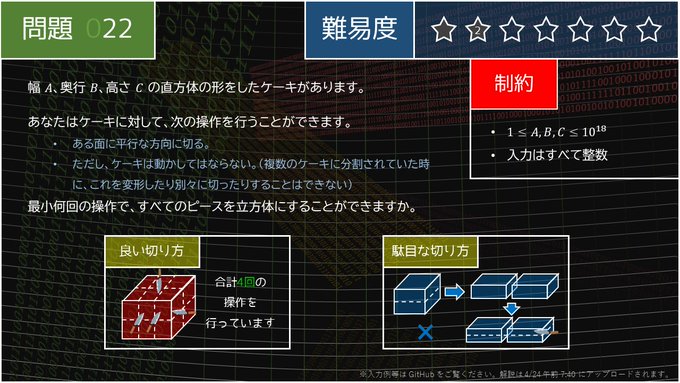 問題 022
難易度
2
制約
幅 A、奥行 B、高さ C の直方体の形をしたケーキがあります。
あなたはケーキに対して、次の操作を行うことができます。
• ある面に平行な方向に切る。
• ただし、ケーキは動かしてはならない。(複数のケーキに分割されていた時
に、これを変形したり別々に切ったりすることはできない)
最小何回の操作で、すべてのピースを立方体にすることができますか。
• 1 ≤ A, B, C ≤ 10¹⁸
• 入力はすべて整数
良い切り方
合計4回の
操作を
行っています
駄目な切り方
※入力例等は GitHub をご覧ください。解説は 4/24 午前 7:40 にアップロードされます。